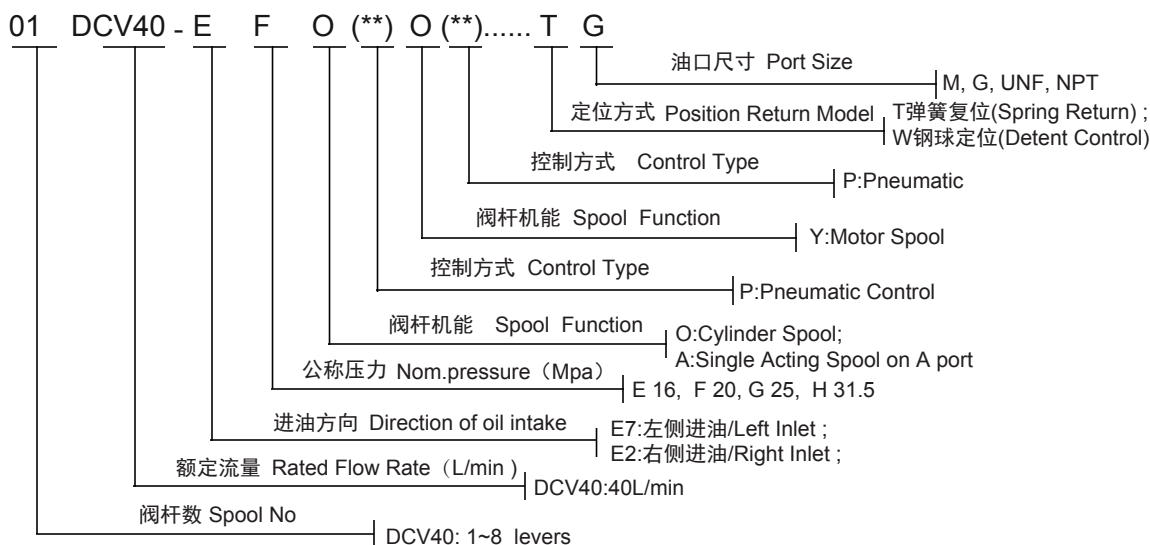 01 DCV40 - E F O (**) O (**)...... T G
油口尺寸 Port Size
M, G, UNF, NPT
定位方式 Position Return Model
T弹簧复位(Spring Return) ;
W钢球定位(Detent Control)
控制方式 Control Type
P:Pneumatic
阀杆机能 Spool Function
Y:Motor Spool
控制方式 Control Type
P:Pneumatic Control
阀杆机能 Spool Function
O:Cylinder Spool;
A:Single Acting Spool on A port
公称压力 Nom.pressure（Mpa）
E 16, F 20, G 25, H 31.5
进油方向 Direction of oil intake
E7:左侧进油/Left Inlet ;
E2:右侧进油/Right Inlet ;
额定流量 Rated Flow Rate（L/min )
DCV40:40L/min
阀杆数 Spool No
DCV40: 1~8 levers